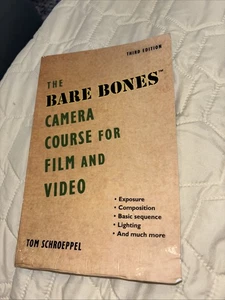 THIRD EDITION
THE
BARE BONES™
CAMERA
COURSE FOR
FILM AND
VIDEO
• Exposure
• Composition
• Basic sequence
• Lighting
• And much more
TOM SCHROEPPEL